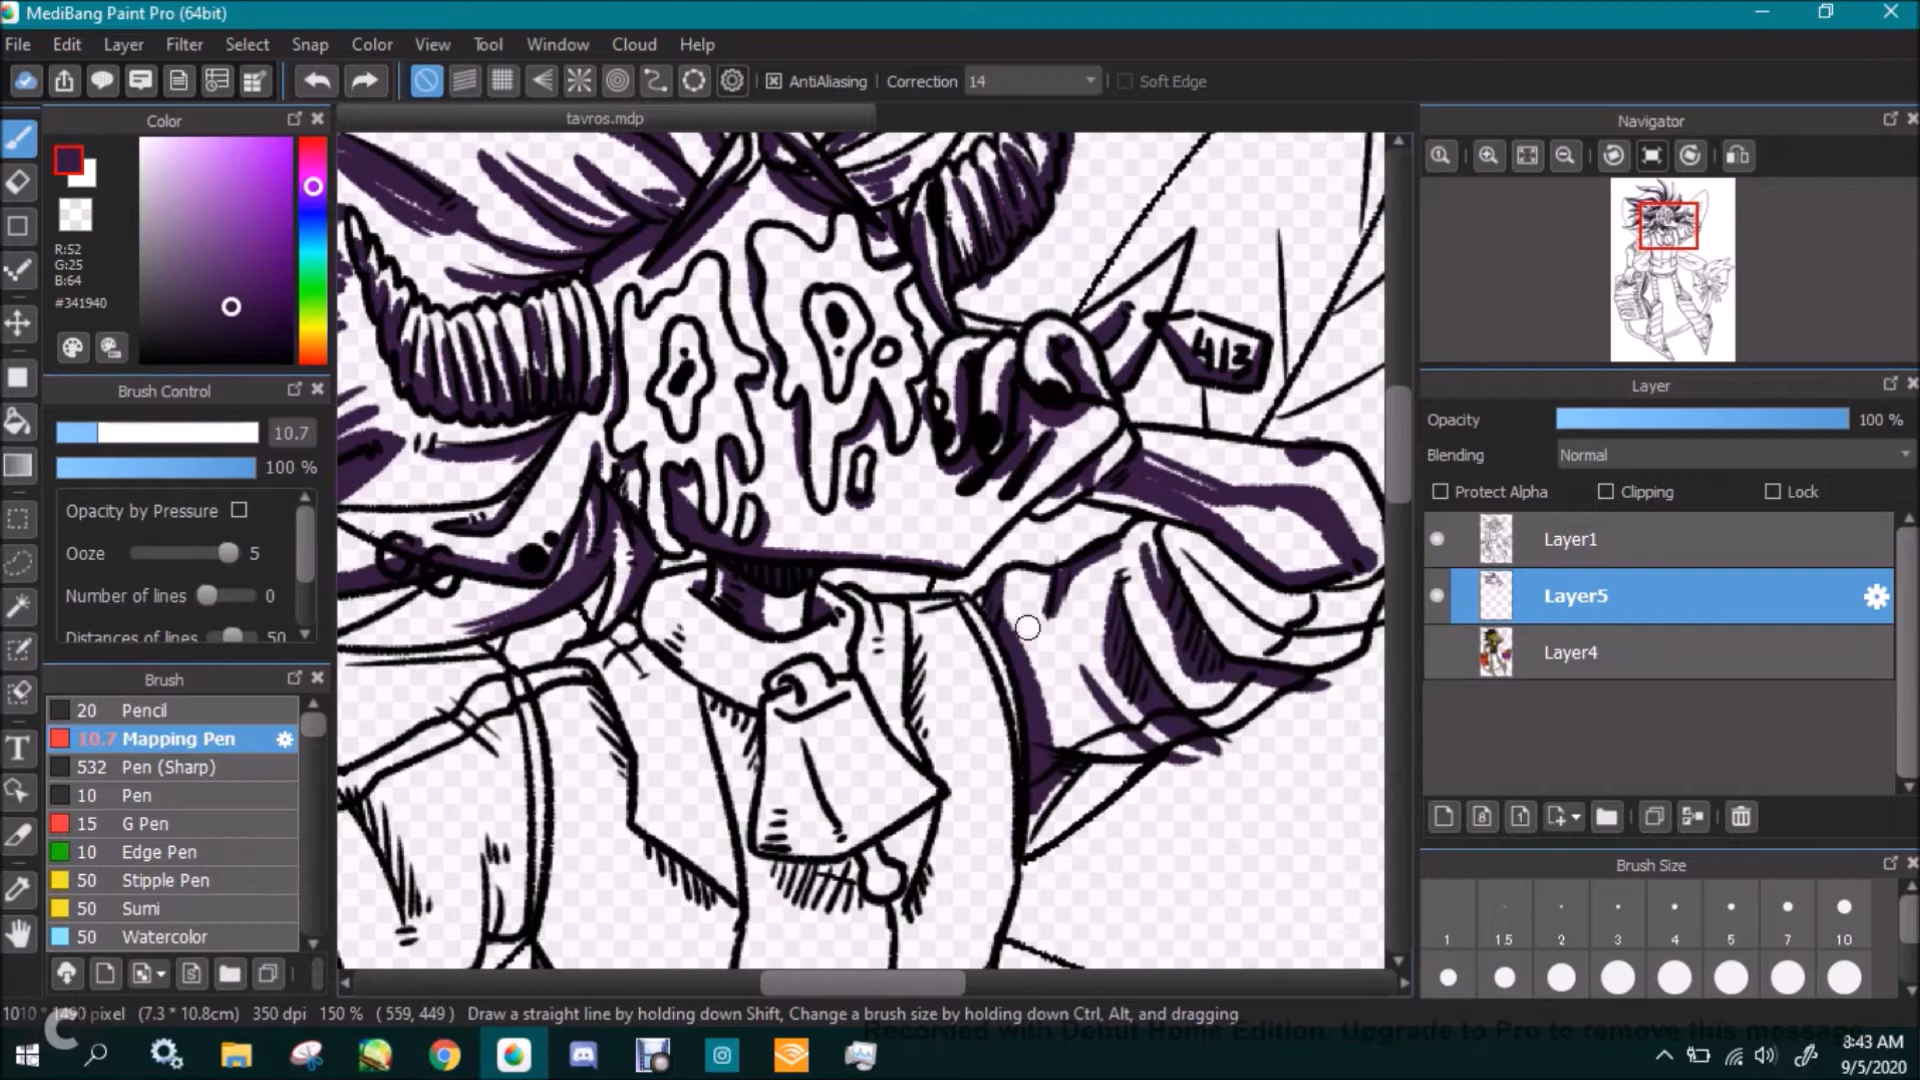 MediBang Paint Pro (64bit)
File Edit Layer Filter Select Snap Color View Tool Window Cloud Help
AntiAliasing Correction 14 Soft Edge
Color
tavros.mdp
Navigator
R:52
G:25
B:64
#341940
413
Brush Control
10.7
100 %
Opacity by Pressure
Ooze 5
Number of lines 0
Distances of lines 50
Layer
Opacity 100 %
Blending Normal
Protect Alpha Clipping Lock
Layer1
Layer5
Layer4
Brush
20 Pencil
10.7 Mapping Pen
532 Pen (Sharp)
10 Pen
15 G Pen
10 Edge Pen
50 Stipple Pen
50 Sumi
50 Watercolor
Brush Size
1 1.5 2 3 4 5 7 10
1010 * 1490 pixel (7.3 * 10.8cm) 350 dpi 150 % ( 559, 449 ) Draw a straight line by holding down Shift, Change a brush size by holding down Ctrl, Alt, and dragging
Recorded with Debut Home Edition. Upgrade to Pro to remove this message
8:43 AM
9/5/2020